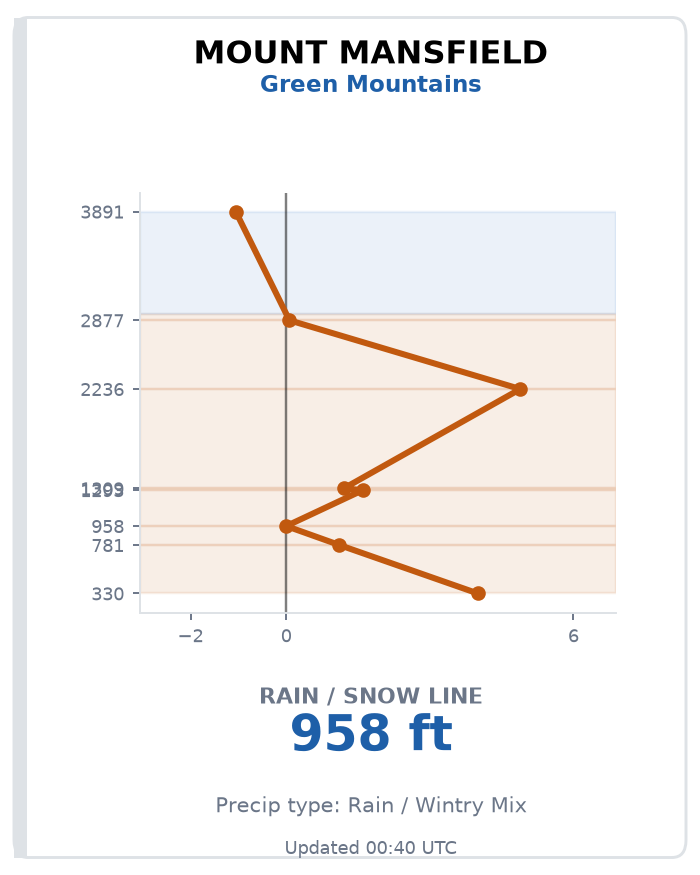 MOUNT MANSFIELD
Green Mountains
3891
2877
2236
958
781
330
−2 0 6
RAIN / SNOW LINE
958 ft
Precip type: Rain / Wintry Mix
Updated 00:40 UTC